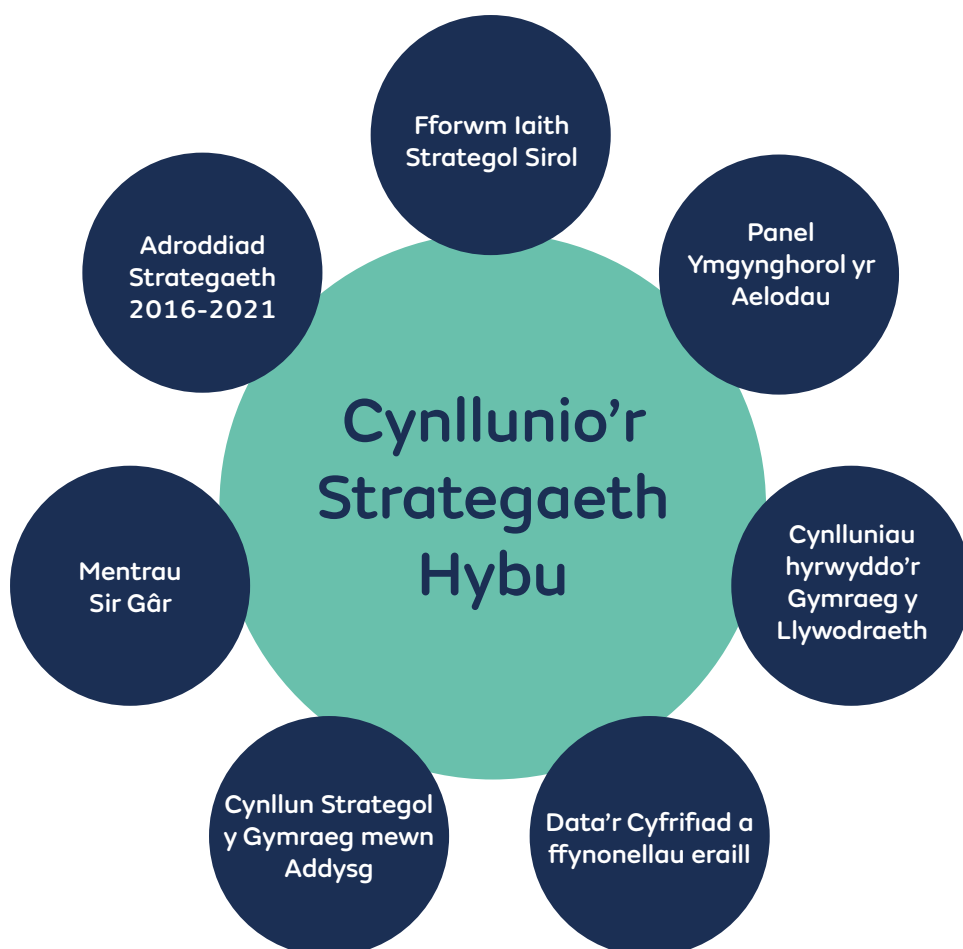 Fforwm Iaith
Strategol Sirol
Adroddiad
Strategaeth
2016-2021
Panel
Ymgynghorol yr
Aelodau
Cynllunio’r
Strategaeth
Hybu
Mentrau
Sir Gâr
Cynlluniau
hyrwyddo’r
Gymraeg y
Llywodraeth
Cynllun Strategol
y Gymraeg mewn
Addysg
Data’r Cyfrifiad a
ffynonellau eraill